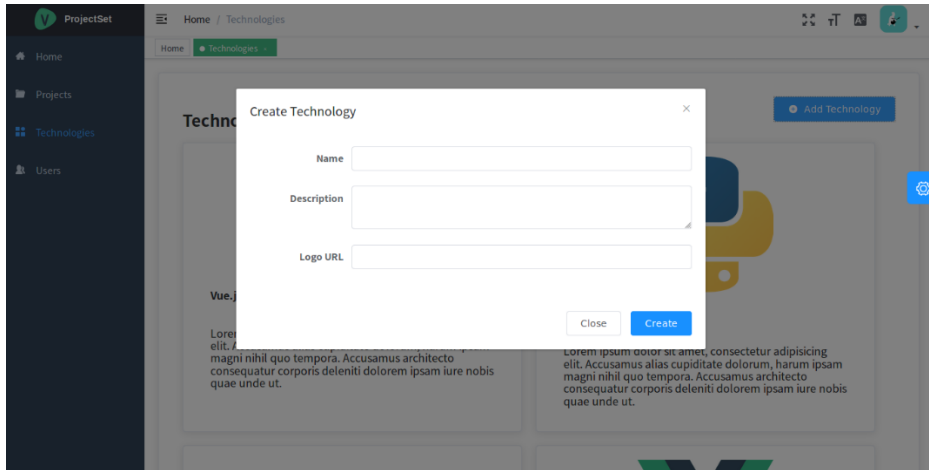 V ProjectSet
Home / Technologies
Home
Technologies
Home
Projects
Technologies
Users
Techno
Add Technology
Create Technology
Name
Description
Logo URL
Close
Create
Vue.j
Lorem
elit. A
magni nihil quo tempora. Accusamus architecto
consequatur corporis deleniti dolorem ipsam iure nobis
quae unde ut.
Lorem ipsum dolor sit amet, consectetur adipisicing
elit. Accusamus alias cupiditate dolorum, harum ipsam
magni nihil quo tempora. Accusamus architecto
consequatur corporis deleniti dolorem ipsam iure nobis
quae unde ut.